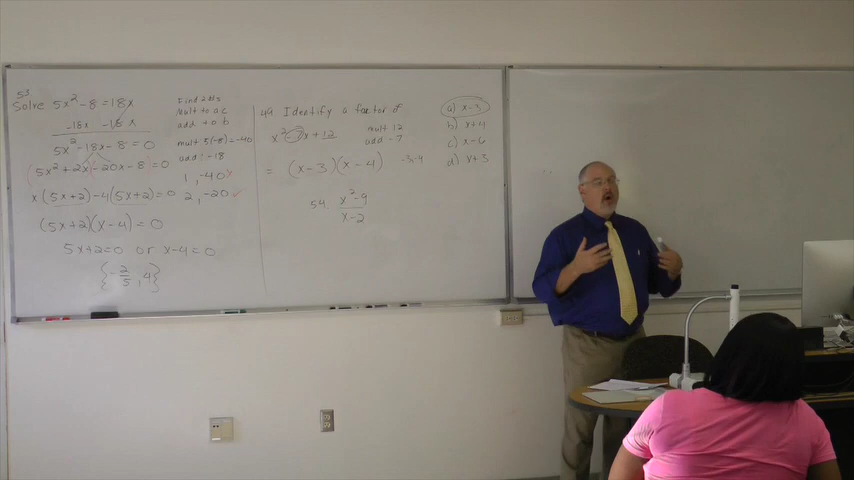 53
Solve 5x² - 8 = 18x
-18x -18x
5x² - 18x - 8 = 0
(5x² + 2x - 20x - 8) = 0
x(5x+2) - 4(5x+2) = 0
(5x+2)(x-4) = 0
5x+2=0 or x-4=0
{-2/5, 4}
Find 2 #s
mult to a·c
add to b
mult 5(-8) = -40
add: -18
1, -40 x
2, -20 ✓
49. Identify a factor of
x² - 7x + 12
mult 12
add -7
= (x-3)(x-4)
-3, -4
54. x²-9
x-2
a) x-3
b) x+4
c) x-6
d) x+3